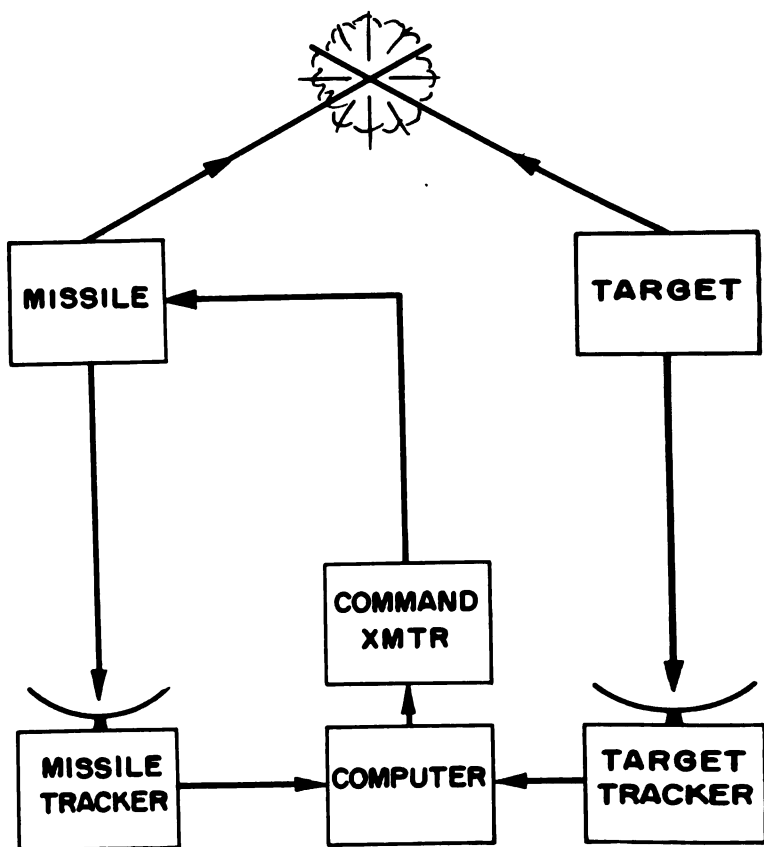 MISSILE
TARGET
COMMAND
XMTR
MISSILE
TRACKER
COMPUTER
TARGET
TRACKER